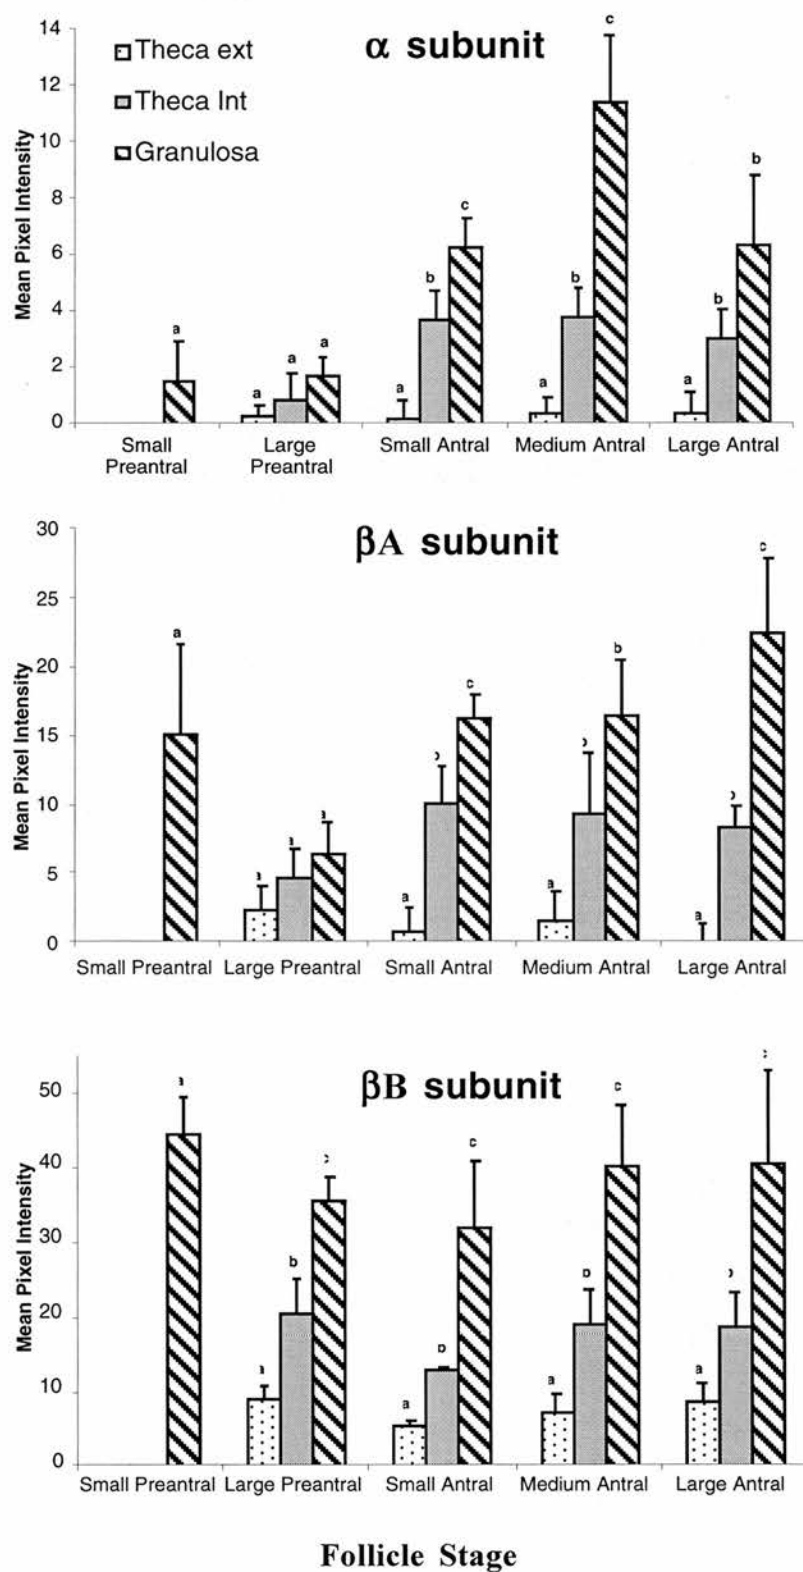 α subunit
Theca ext
Theca Int
Granulosa
Mean Pixel Intensity
14
12
10
8
6
4
2
0
a
a
a
a
a
b
c
a
b
c
a
b
b
Small Preantral
Large Preantral
Small Antral
Medium Antral
Large Antral
βA subunit
Mean Pixel Intensity
30
25
20
15
10
5
0
a
a
c
a
b
a
c
Small Preantral
Large Preantral
Small Antral
Medium Antral
Large Antral
βB subunit
Mean Pixel Intensity
50
40
30
20
10
0
a
b
a
c
a
c
a
Small Preantral
Large Preantral
Small Antral
Medium Antral
Large Antral
Follicle Stage